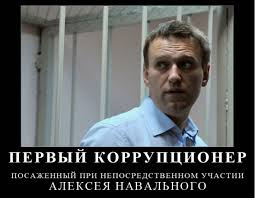 ПЕРВЫЙ КОРРУПЦИОНЕР
ПОСАЖЕННЫЙ ПРИ НЕПОСРЕДСТВЕННОМ УЧАСТИИ
АЛЕКСЕЯ НАВАЛЬНОГО